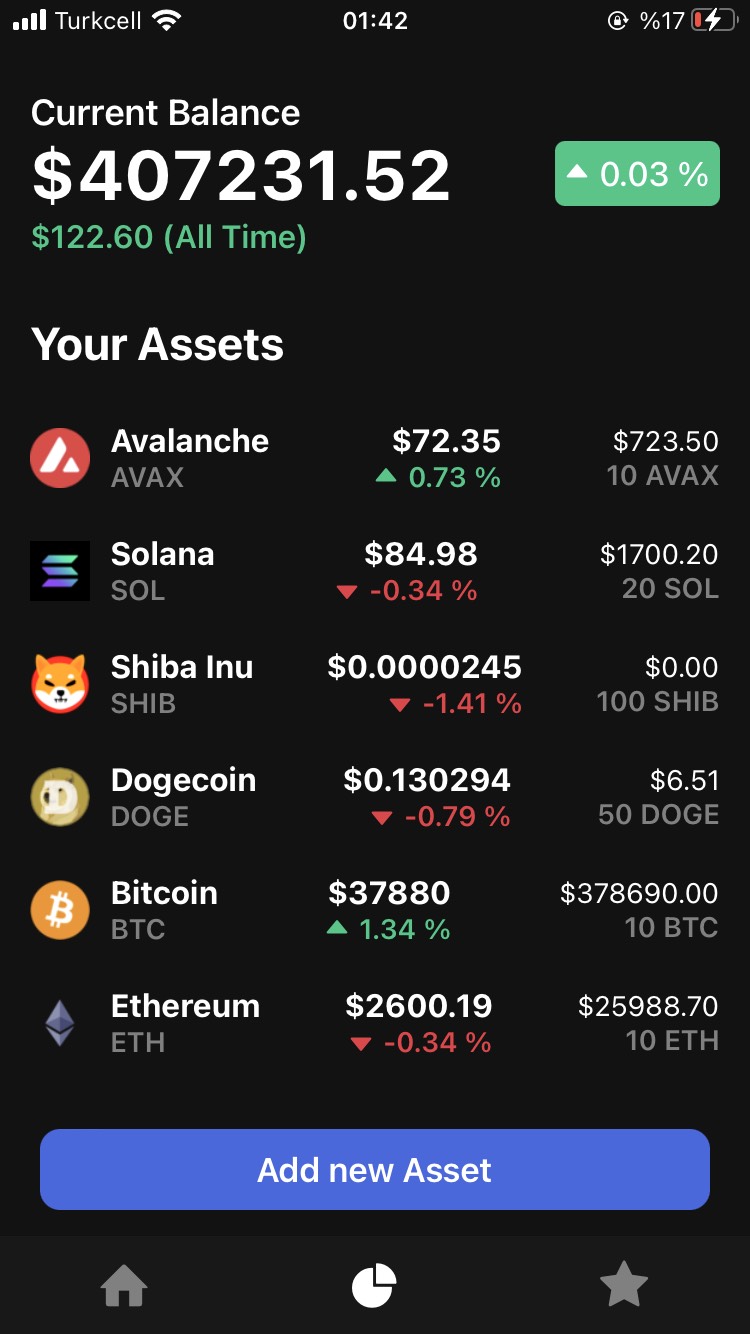 Turkcell 01:42 %17
Current Balance
$407231.52 0.03 %
$122.60 (All Time)
Your Assets
Avalanche $72.35 $723.50
AVAX 0.73 % 10 AVAX
Solana $84.98 $1700.20
SOL -0.34 % 20 SOL
Shiba Inu $0.0000245 $0.00
SHIB -1.41 % 100 SHIB
Dogecoin $0.130294 $6.51
DOGE -0.79 % 50 DOGE
Bitcoin $37880 $378690.00
BTC 1.34 % 10 BTC
Ethereum $2600.19 $25988.70
ETH -0.34 % 10 ETH
Add new Asset